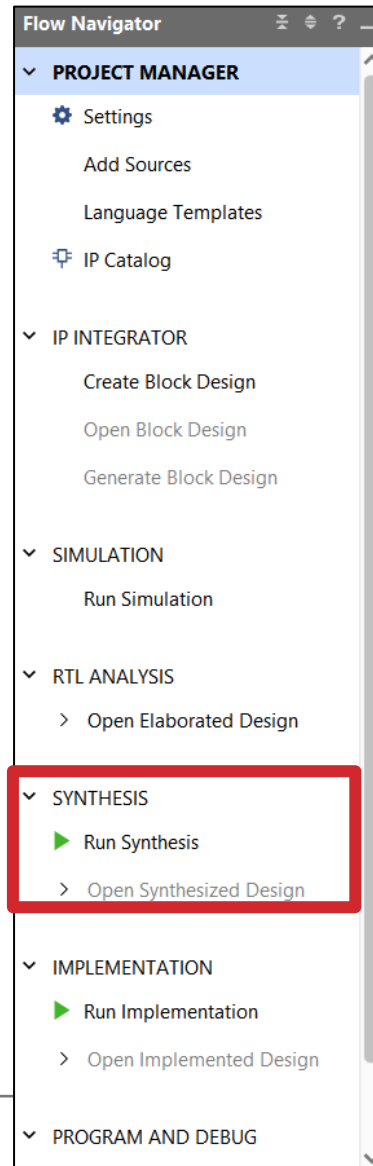 Flow Navigator
PROJECT MANAGER
Settings
Add Sources
Language Templates
IP Catalog
IP INTEGRATOR
Create Block Design
Open Block Design
Generate Block Design
SIMULATION
Run Simulation
RTL ANALYSIS
Open Elaborated Design
SYNTHESIS
Run Synthesis
Open Synthesized Design
IMPLEMENTATION
Run Implementation
Open Implemented Design
PROGRAM AND DEBUG